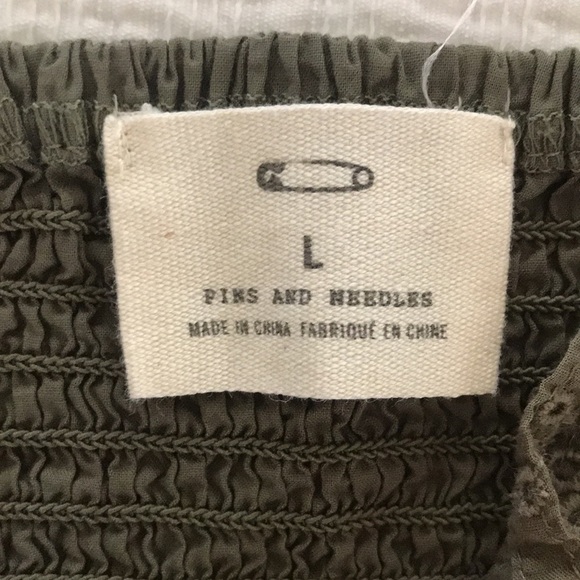 L
PINS AND NEEDLES
MADE IN CHINA FABRIQUÉ EN CHINE